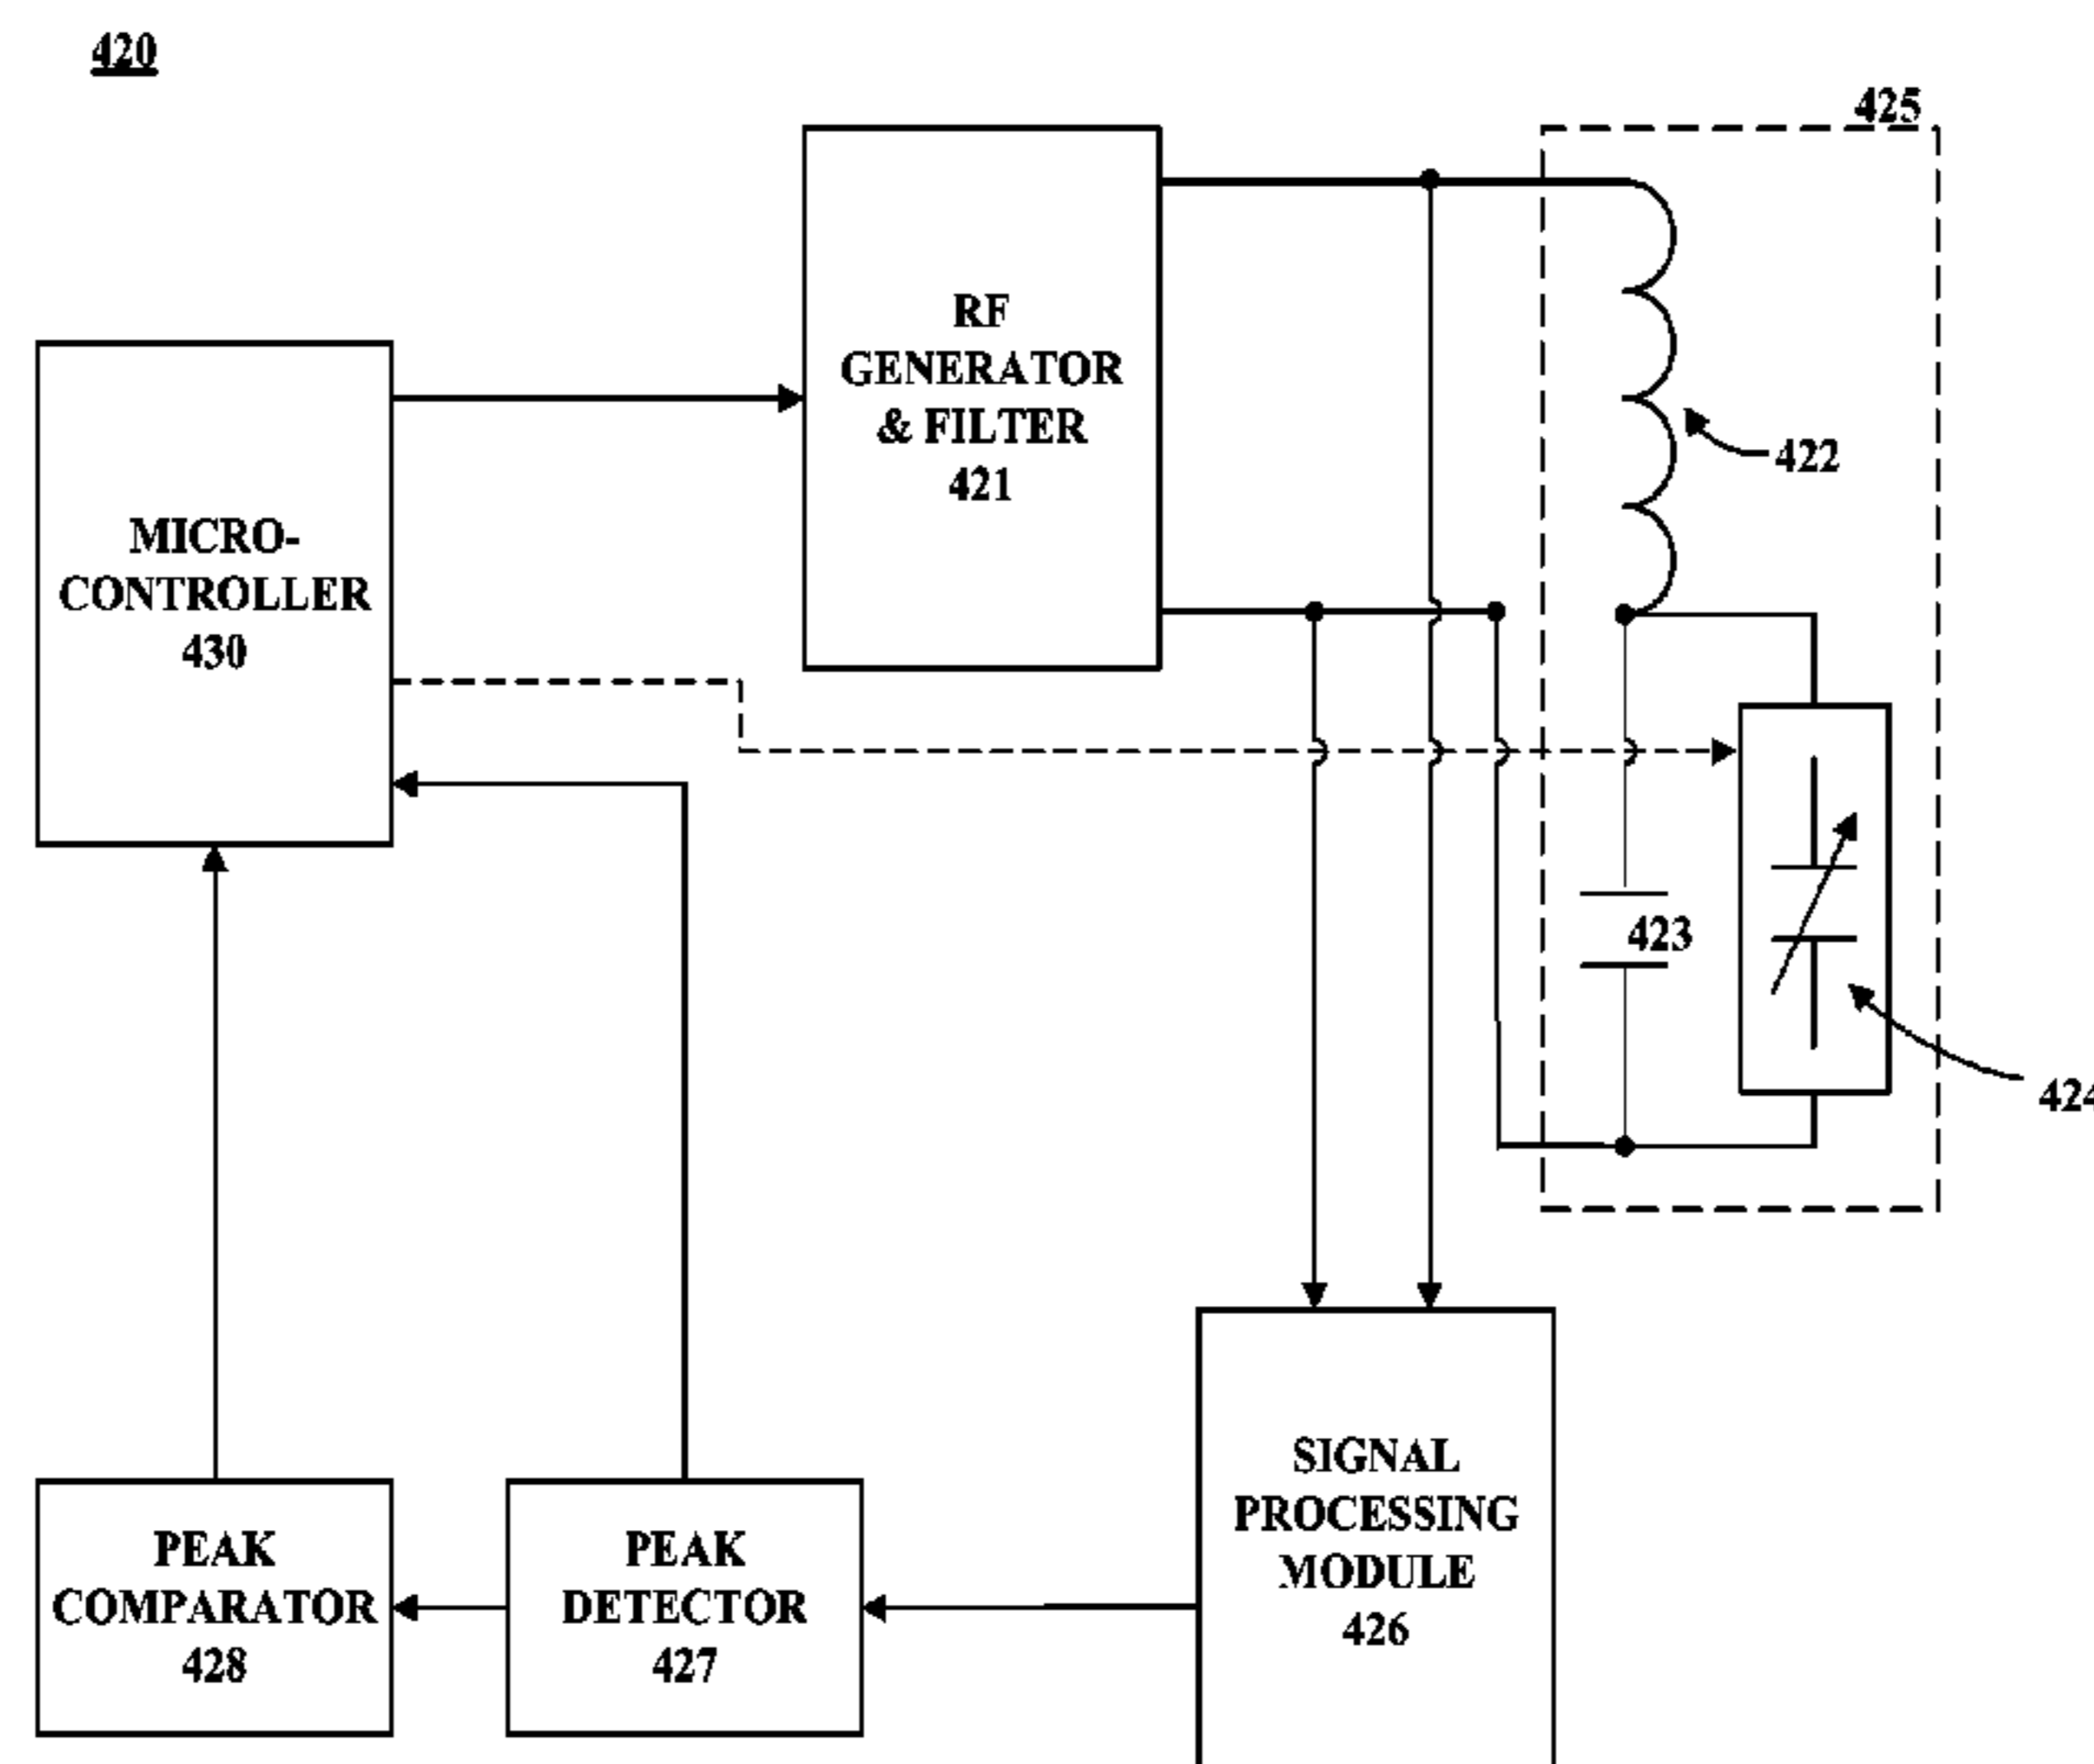 420
425
RF
GENERATOR
& FILTER
421
422
MICRO-
CONTROLLER
430
423
424
SIGNAL
PROCESSING
MODULE
426
PEAK
COMPARATOR
428
PEAK
DETECTOR
427